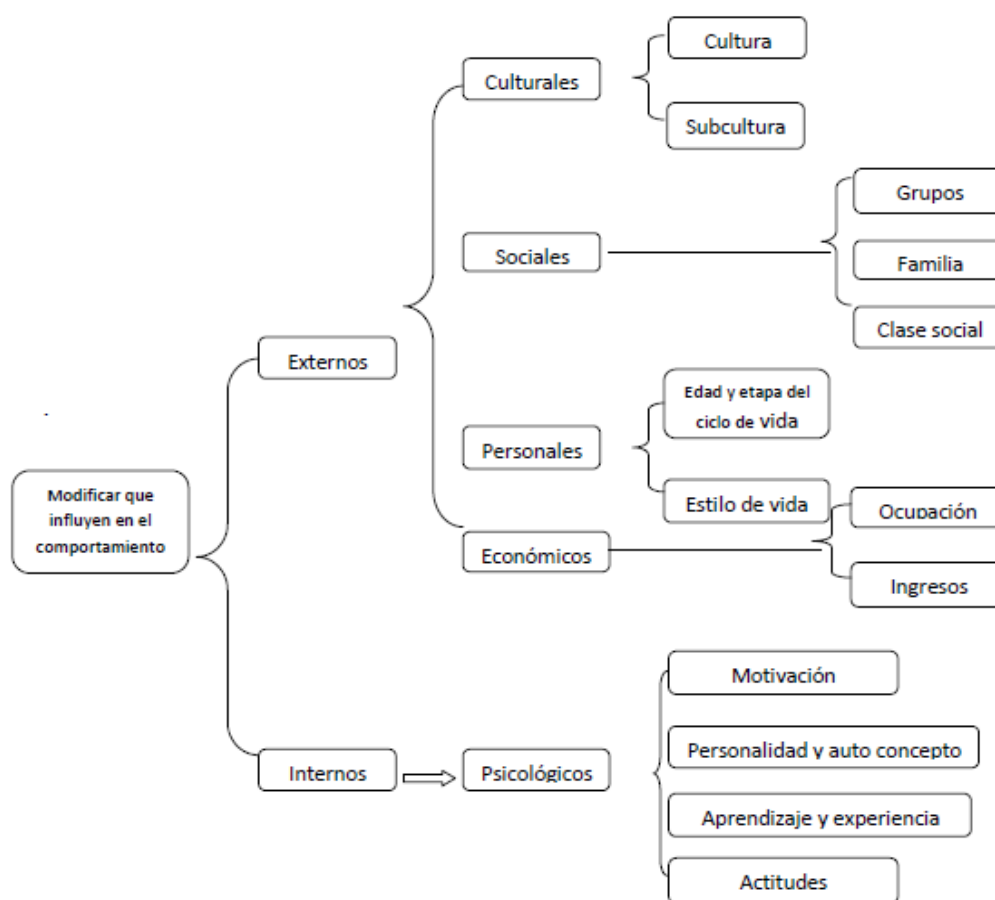 Cultura
Culturales
Subcultura
Grupos
Sociales
Familia
Clase social
Externos
Edad y etapa del
ciclo de vida
Personales
Estilo de vida
Ocupación
Económicos
Ingresos
Modificar que
influyen en el
comportamiento
Motivación
Personalidad y auto concepto
Internos
Psicológicos
Aprendizaje y experiencia
Actitudes